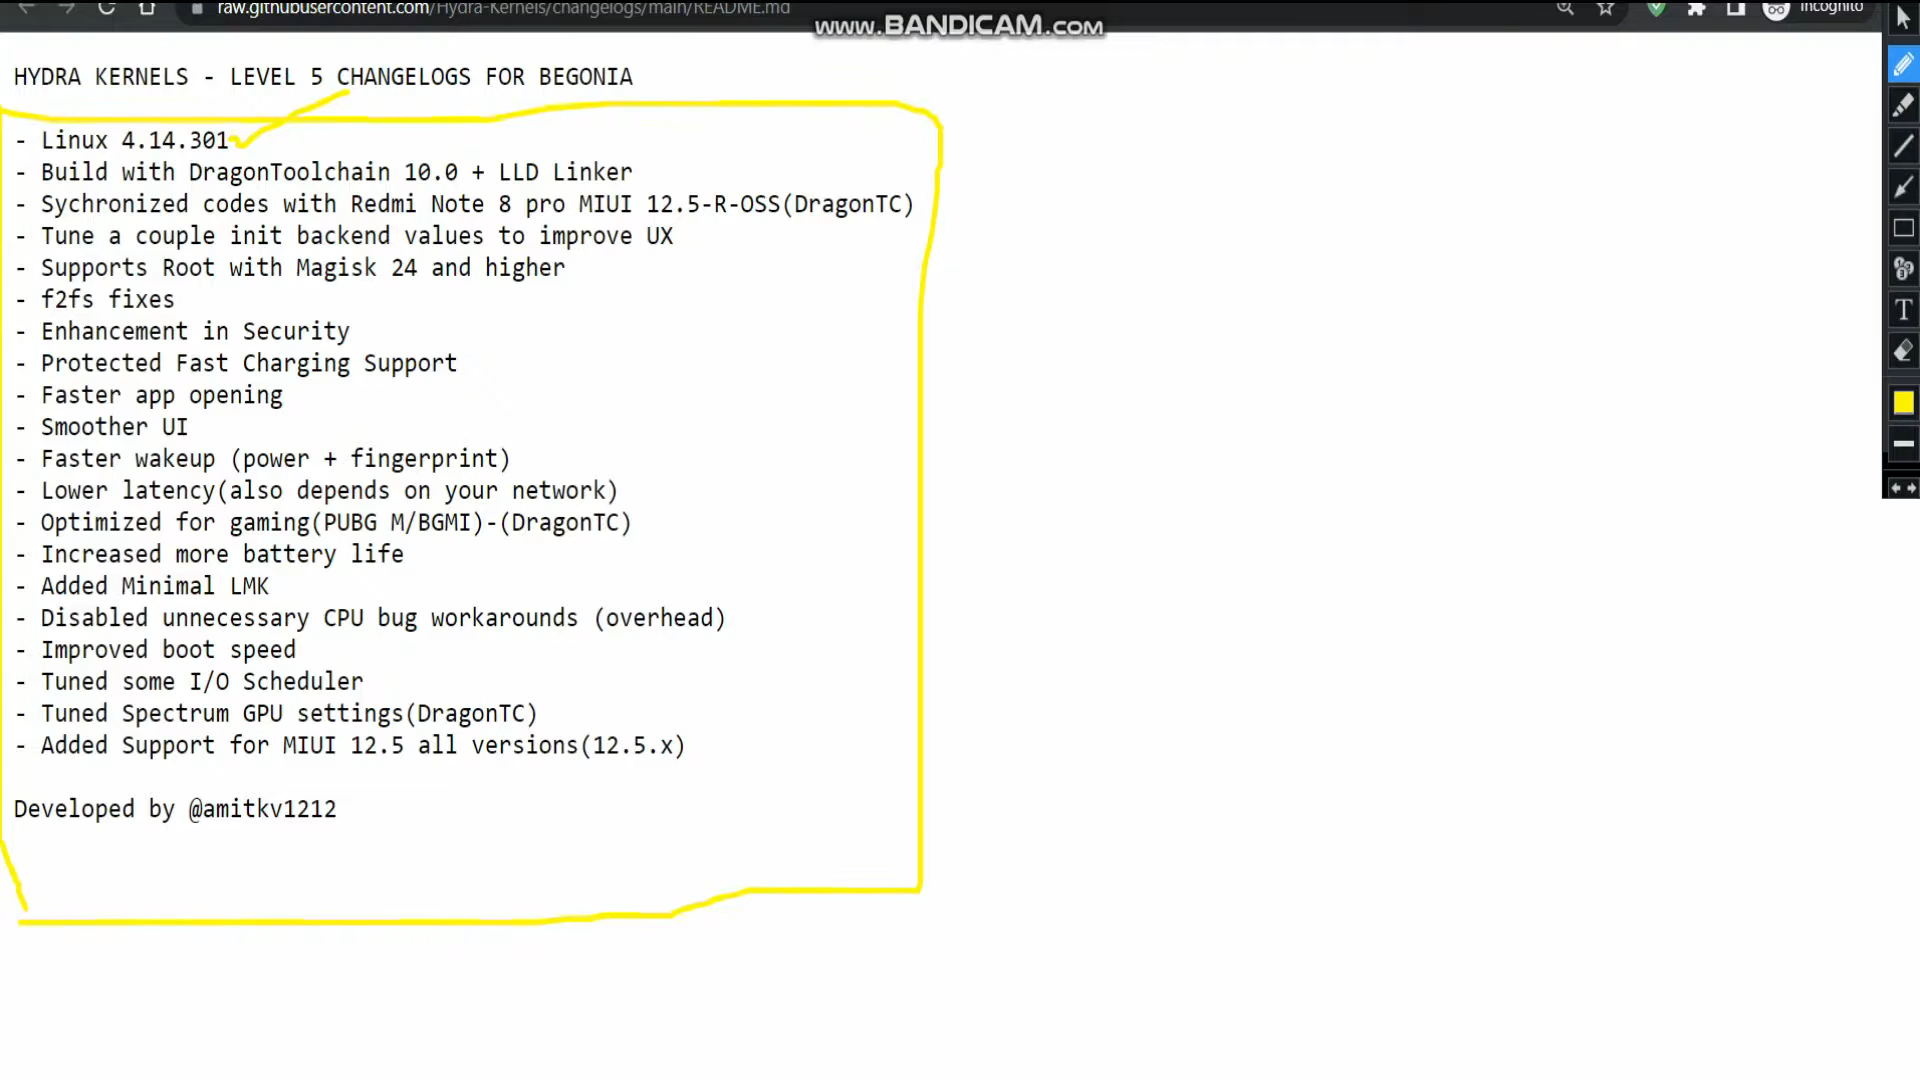 raw.githubusercontent.com/Hydra-Kernels/changelogs/main/README.md
Incognito
www.BANDICAM.com
HYDRA KERNELS - LEVEL 5 CHANGELOGS FOR BEGONIA
- Linux 4.14.301
- Build with DragonToolchain 10.0 + LLD Linker
- Sychronized codes with Redmi Note 8 pro MIUI 12.5-R-OSS(DragonTC)
- Tune a couple init backend values to improve UX
- Supports Root with Magisk 24 and higher
- f2fs fixes
- Enhancement in Security
- Protected Fast Charging Support
- Faster app opening
- Smoother UI
- Faster wakeup (power + fingerprint)
- Lower latency(also depends on your network)
- Optimized for gaming(PUBG M/BGMI)-(DragonTC)
- Increased more battery life
- Added Minimal LMK
- Disabled unnecessary CPU bug workarounds (overhead)
- Improved boot speed
- Tuned some I/O Scheduler
- Tuned Spectrum GPU settings(DragonTC)
- Added Support for MIUI 12.5 all versions(12.5.x)
Developed by @amitkv1212